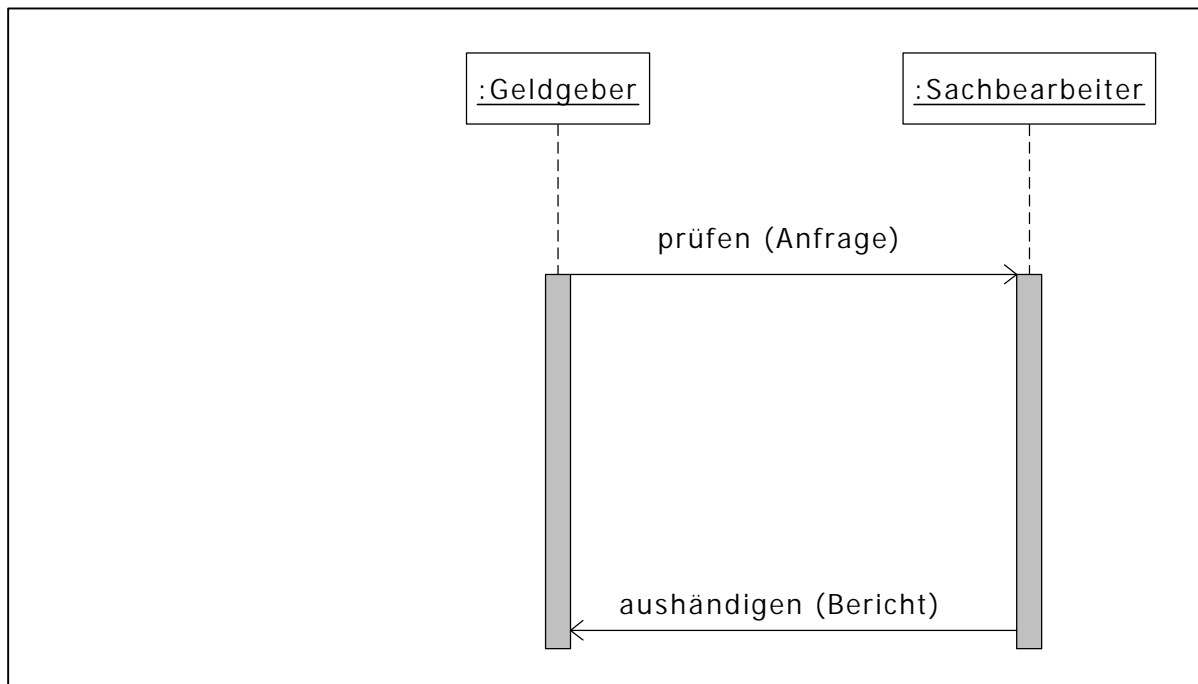 :Geldgeber
:Sachbearbeiter
prüfen (Anfrage)
aushändigen (Bericht)